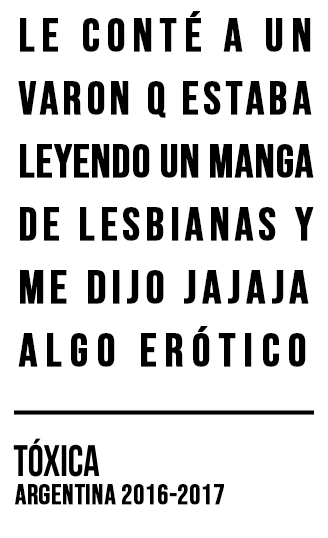 LE CONTÉ A UN
VARON Q ESTABA
LEYENDO UN MANGA
DE LESBIANAS Y
ME DIJO JAJAJA
ALGO ERÓTICO
TÓXICA
ARGENTINA 2016-2017